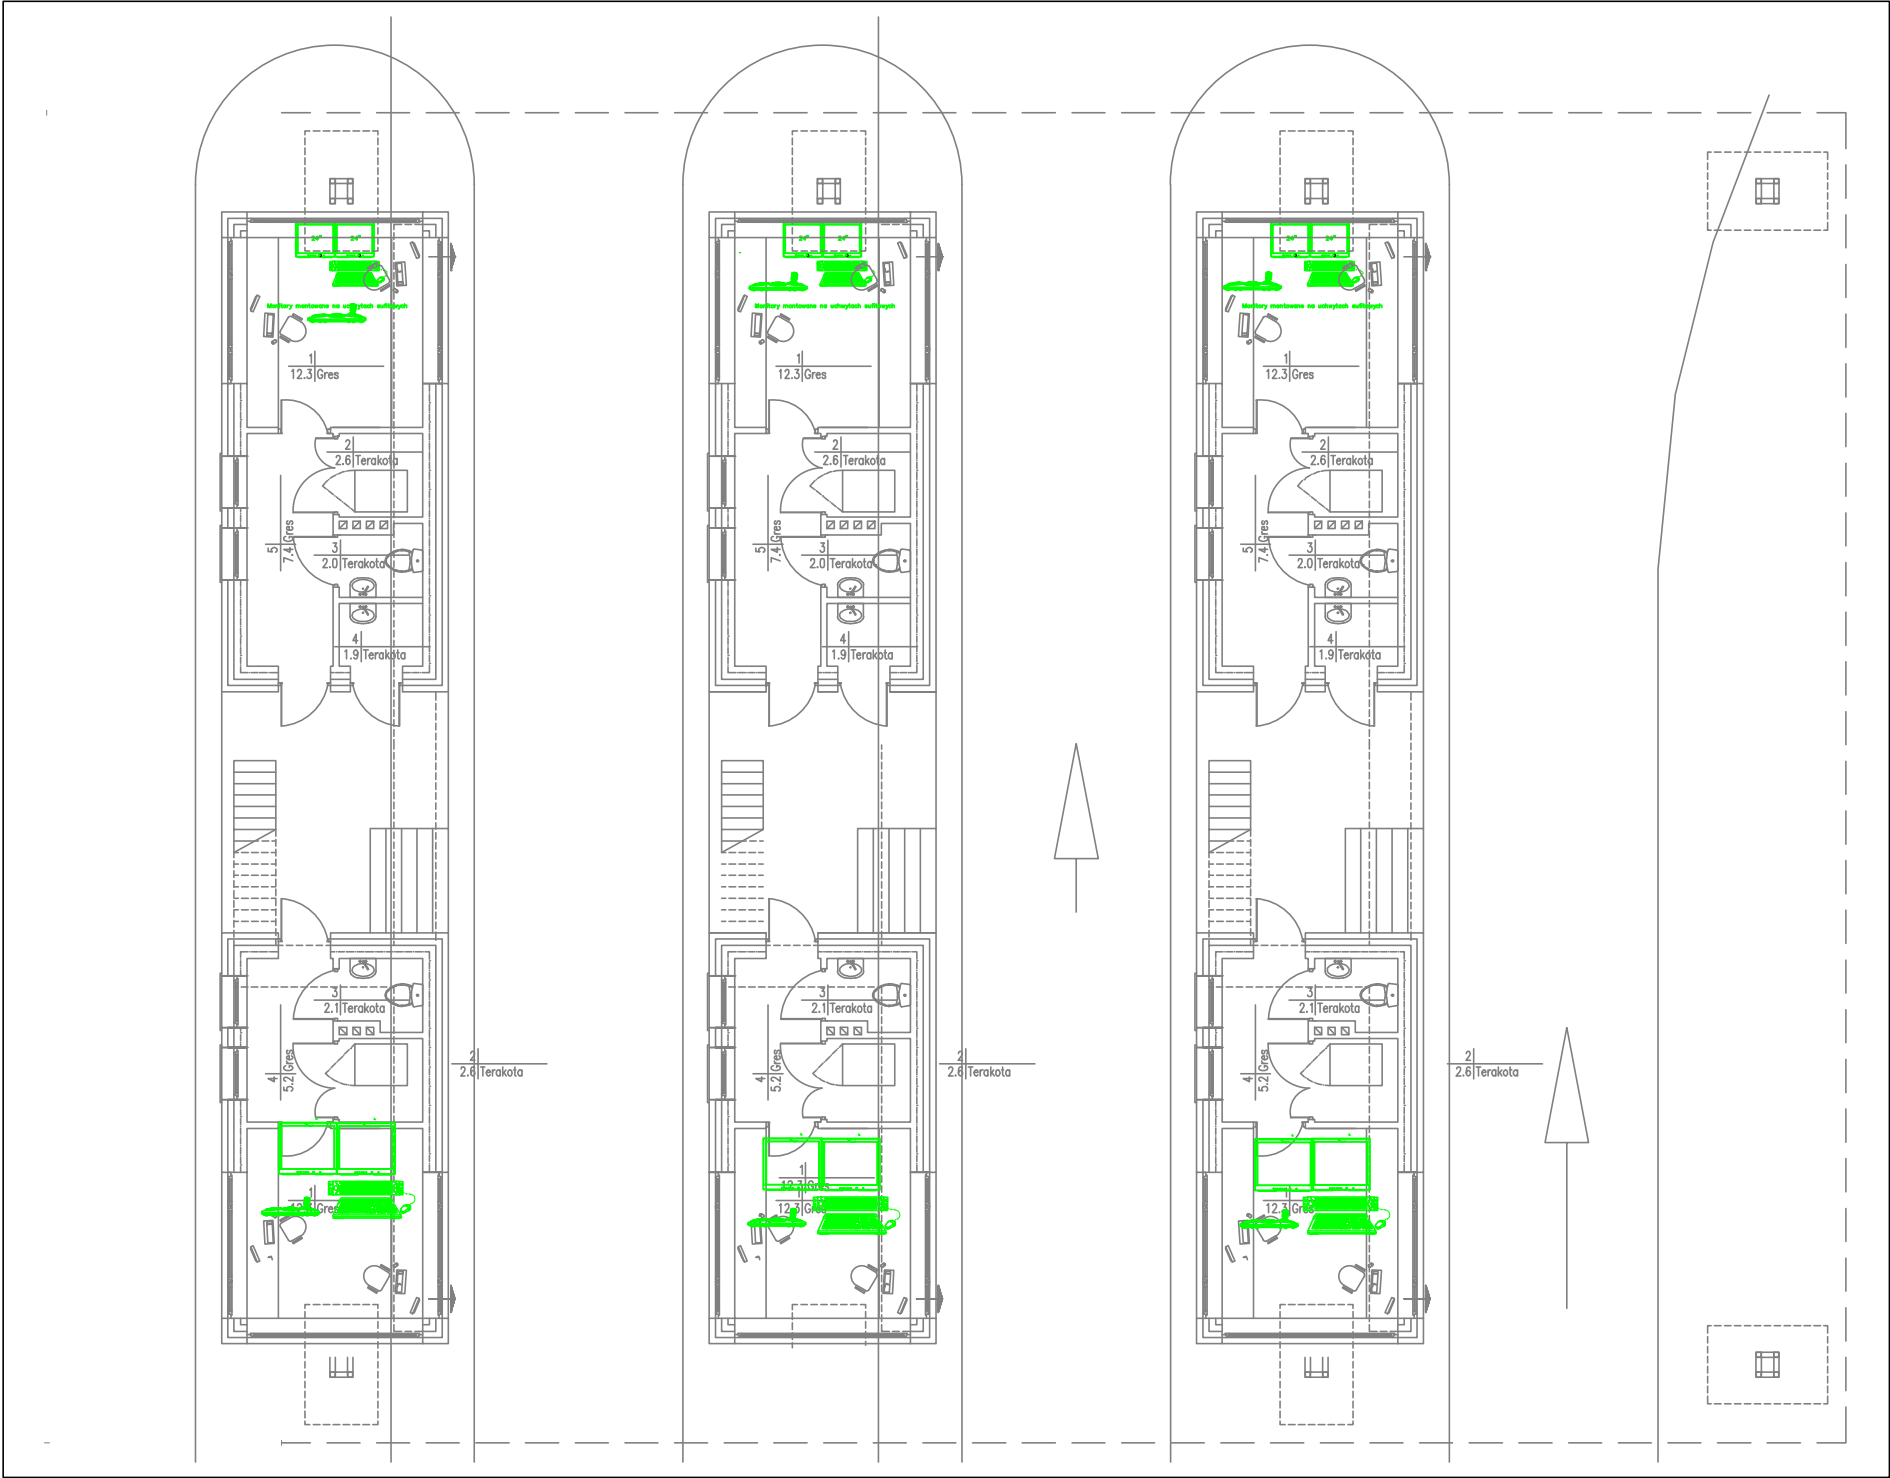 24" 24"
Monitory montowane na uchwytach sufitowych
1
12.3 Gres
2
2.6 Terakota
5
7.4 Gres
3
2.0 Terakota
4
1.9 Terakota
3
2.1 Terakota
4
5.2 Gres
2
2.6 Terakota
1
12.3 Gres
24" 24"
Monitory montowane na uchwytach sufitowych
1
12.3 Gres
2
2.6 Terakota
5
7.4 Gres
3
2.0 Terakota
4
1.9 Terakota
3
2.1 Terakota
4
5.2 Gres
2
2.6 Terakota
1
12.3 Gres
1
12.3 Gres
24" 24"
Monitory montowane na uchwytach sufitowych
1
12.3 Gres
2
2.6 Terakota
5
7.4 Gres
3
2.0 Terakota
4
1.9 Terakota
3
2.1 Terakota
4
5.2 Gres
2
2.6 Terakota
1
12.3 Gres